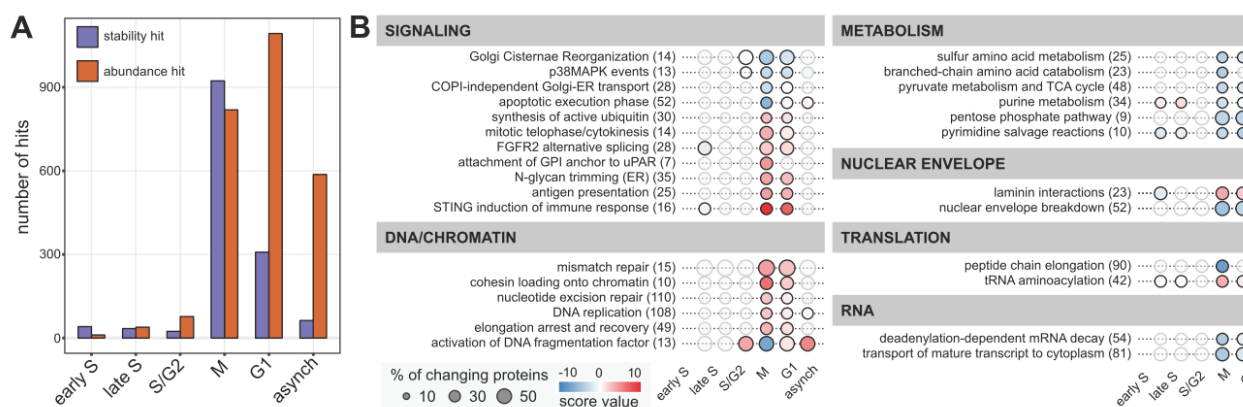 A
stability hit
abundance hit
number of hits
900
600
300
0
early S
late S
S/G2
M
G1
asynch
B
SIGNALING
Golgi Cisternae Reorganization (14)
p38MAPK events (13)
COPI-independent Golgi-ER transport (28)
apoptotic execution phase (52)
synthesis of active ubiquitin (30)
mitotic telophase/cytokinesis (14)
FGFR2 alternative splicing (28)
attachment of GPI anchor to uPAR (7)
N-glycan trimming (ER) (35)
antigen presentation (25)
STING induction of immune response (16)
DNA/CHROMATIN
mismatch repair (15)
cohesin loading onto chromatin (10)
nucleotide excision repair (110)
DNA replication (108)
elongation arrest and recovery (49)
activation of DNA fragmentation factor (13)
early S
late S
S/G2
M
G1
asynch
% of changing proteins
10 30 50
-10 0 10
score value
METABOLISM
sulfur amino acid metabolism (25)
branched-chain amino acid catabolism (23)
pyruvate metabolism and TCA cycle (48)
purine metabolism (34)
pentose phosphate pathway (9)
pyrimidine salvage reactions (10)
NUCLEAR ENVELOPE
laminin interactions (23)
nuclear envelope breakdown (52)
TRANSLATION
peptide chain elongation (90)
tRNA aminoacylation (42)
RNA
deadenylation-dependent mRNA decay (54)
transport of mature transcript to cytoplasm (81)
early S
late S
S/G2
M